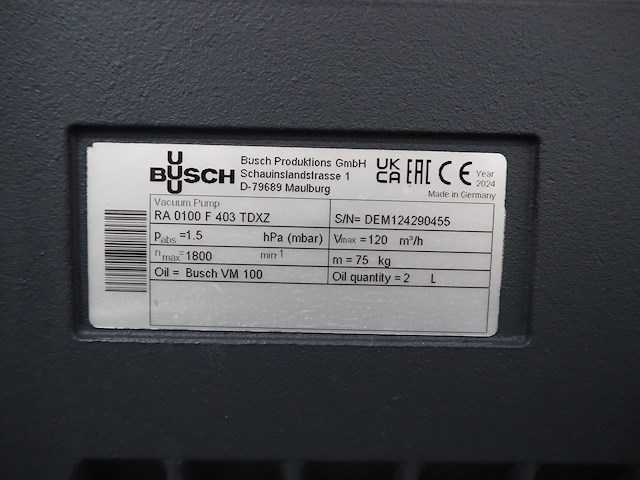 BUSCH
Busch Produktions GmbH
Schauinslandstrasse 1
D-79689 Maulburg
UK CA EAC CE
Year
2024
Made in Germany
Vacuum Pump
RA 0100 F 403 TDXZ
S/N= DEM124290455
Pabs =1.5 hPa (mbar)
Vmax =120 m³/h
nmax=1800 min-1
m = 75 kg
Oil = Busch VM 100
Oil quantity = 2 L